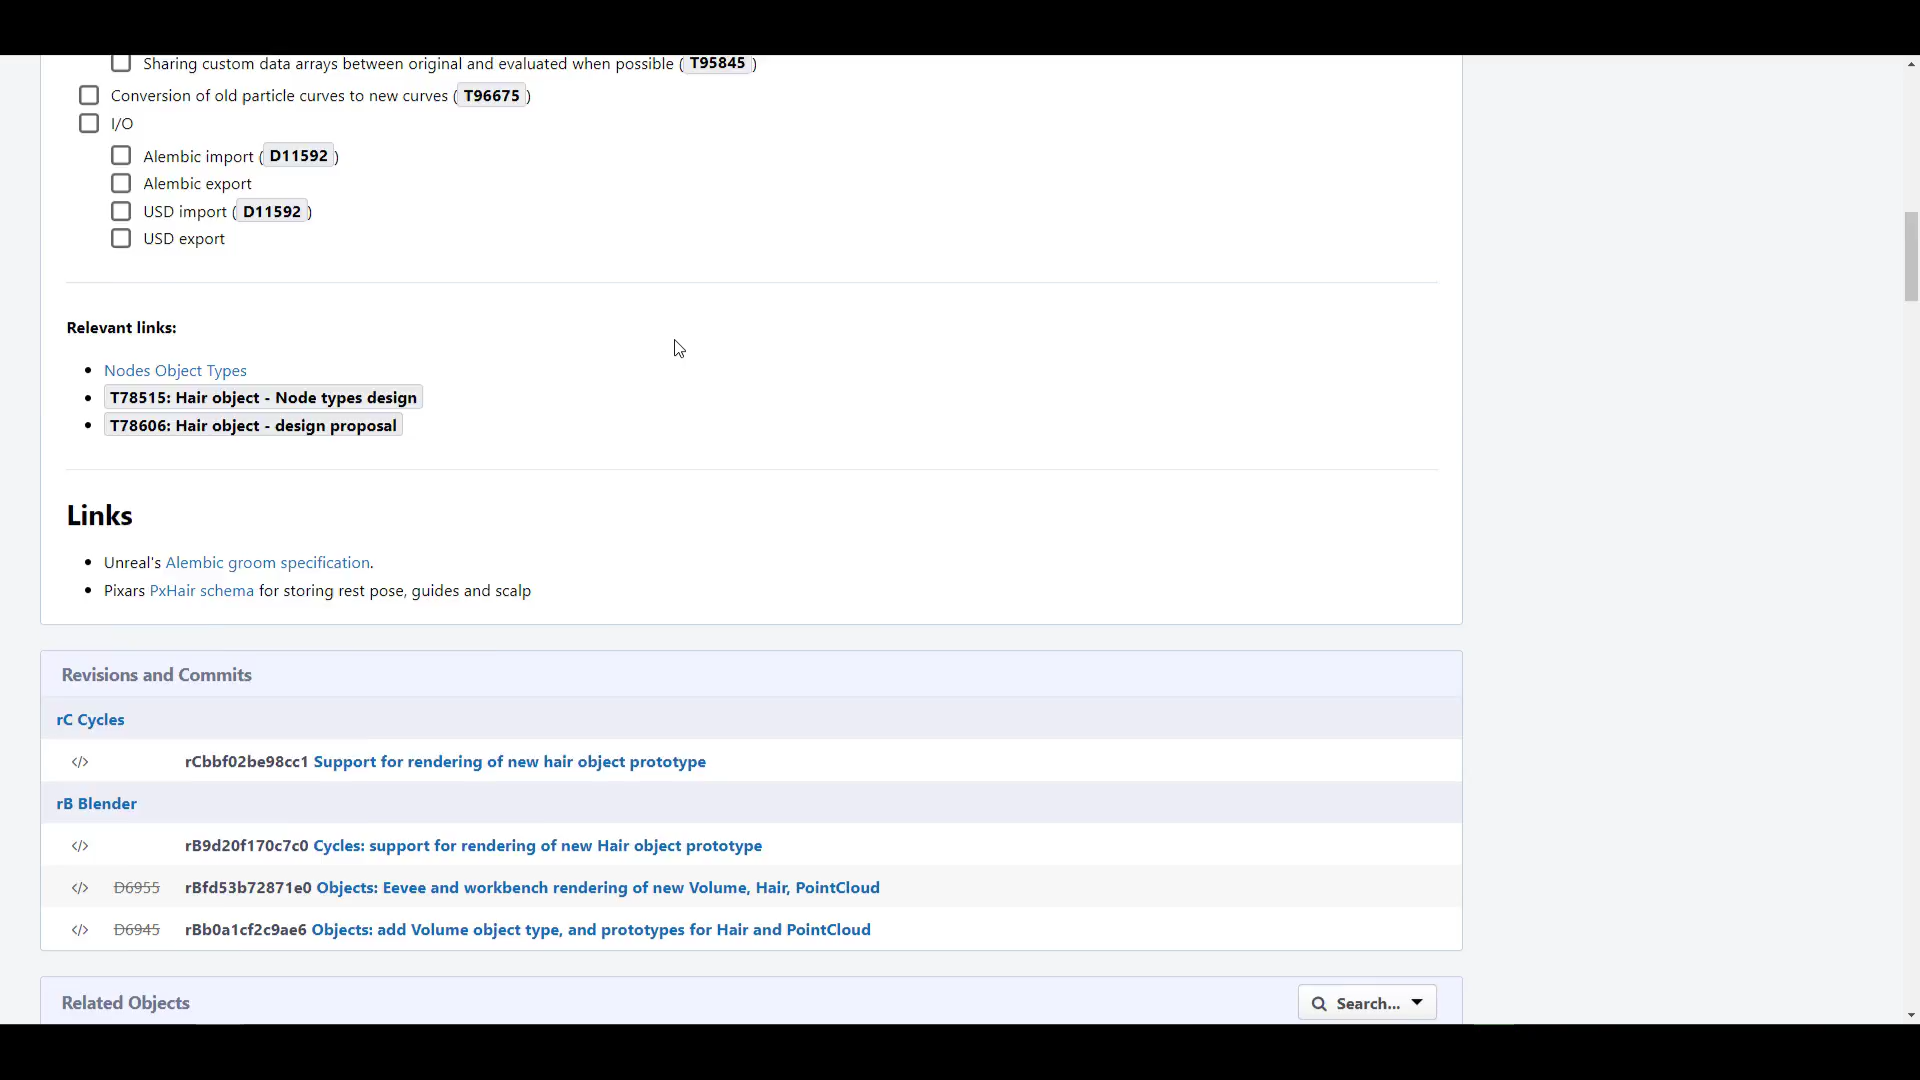 Sharing custom data arrays between original and evaluated when possible ( T95845 )
Conversion of old particle curves to new curves ( T96675 )
I/O
Alembic import ( D11592 )
Alembic export
USD import ( D11592 )
USD export
Relevant links:
Nodes Object Types
T78515: Hair object - Node types design
T78606: Hair object - design proposal
Links
Unreal's Alembic groom specification.
Pixars PxHair schema for storing rest pose, guides and scalp
Revisions and Commits
rC Cycles
</> rCbbf02be98cc1 Support for rendering of new hair object prototype
rB Blender
</> rB9d20f170c7c0 Cycles: support for rendering of new Hair object prototype
</> D6955 rBfd53b72871e0 Objects: Eevee and workbench rendering of new Volume, Hair, PointCloud
</> D6945 rBb0a1cf2c9ae6 Objects: add Volume object type, and prototypes for Hair and PointCloud
Related Objects Search...